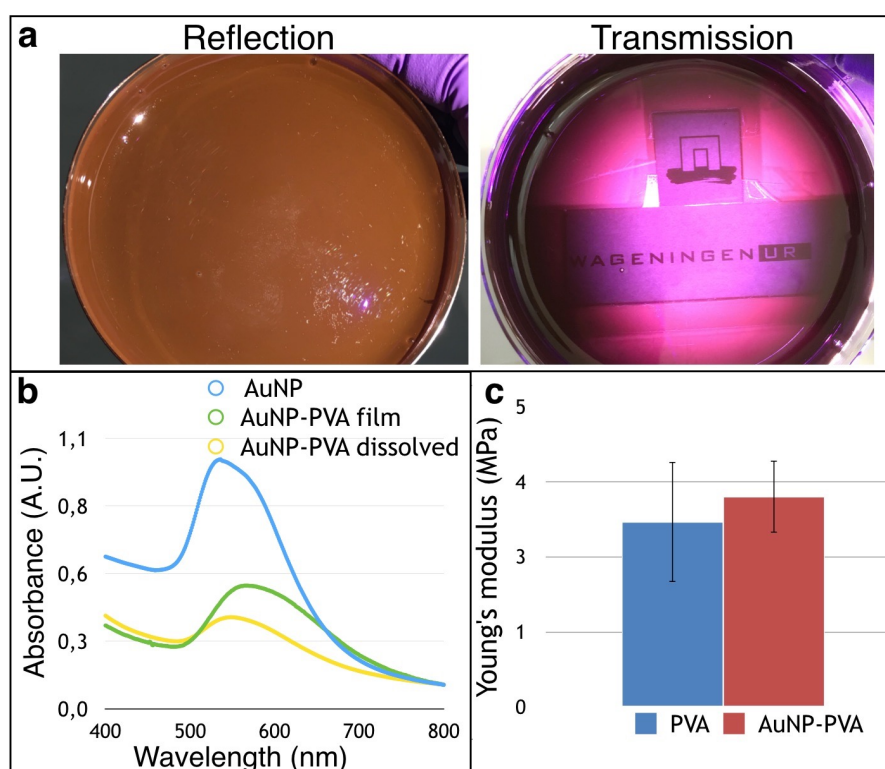 a
Reflection
Transmission
WAGENINGEN UR
b
AuNP
AuNP-PVA film
AuNP-PVA dissolved
1,1
0,8
0,6
0,3
0,0
Absorbance (A.U.)
400 500 600 700 800
Wavelength (nm)
c
5
4
3
1
0
Young's modulus (MPa)
PVA AuNP-PVA